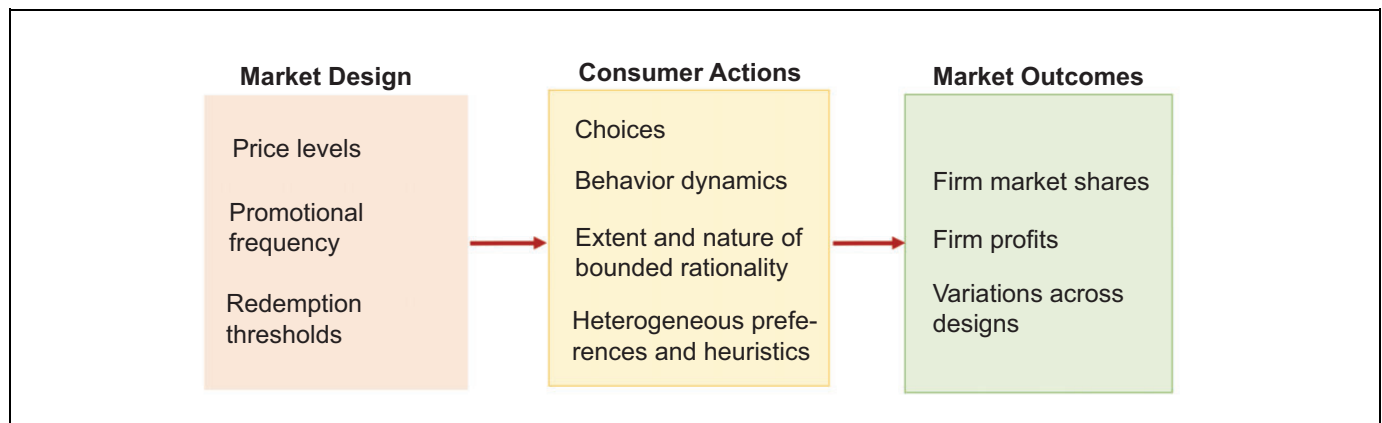 Market Design
Price levels
Promotional
frequency
Redemption
thresholds
Consumer Actions
Choices
Behavior dynamics
Extent and nature of
bounded rationality
Heterogeneous prefe-
rences and heuristics
Market Outcomes
Firm market shares
Firm profits
Variations across
designs